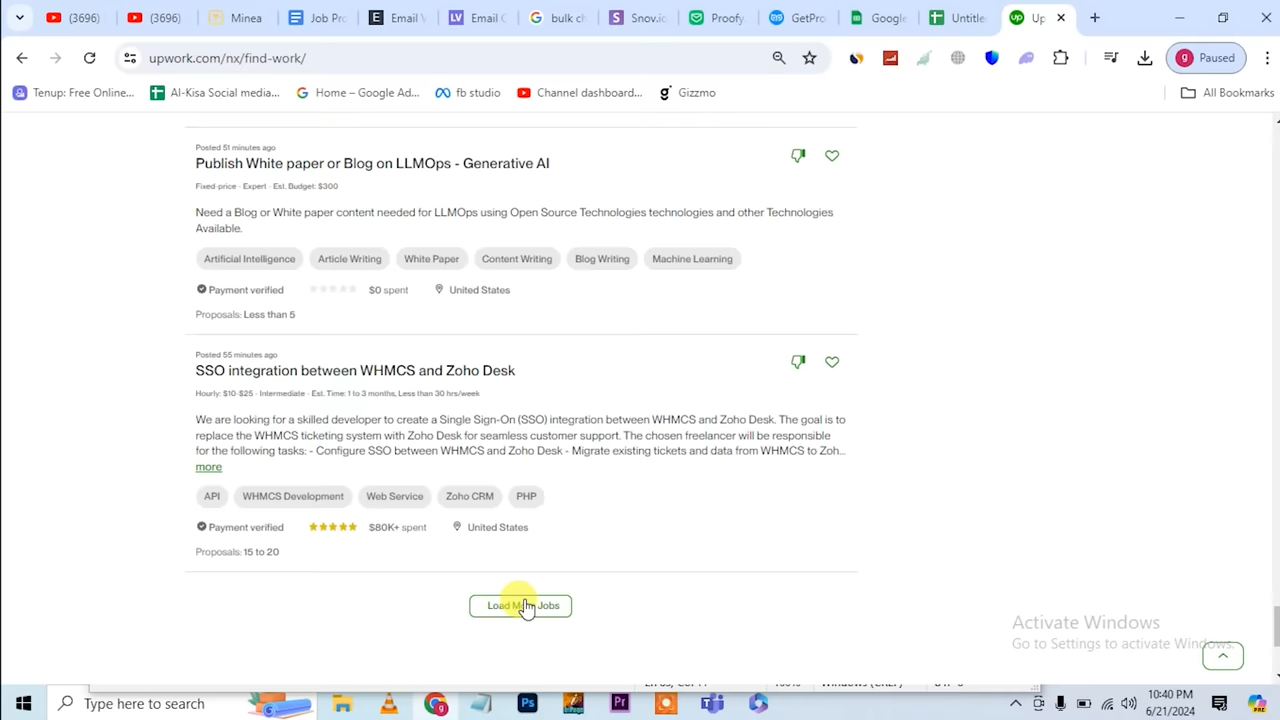 (3696)
(3696)
Minea
Job Pro
Email V
Email C
bulk c
Snov.io
Proofy
GetPro
Google
Untitle
Up
upwork.com/nx/find-work/
Paused
Tenup: Free Online...
Al-Kisa Social media...
Home – Google Ad...
fb studio
Channel dashboard...
Gizmmo
All Bookmarks
Posted 51 minutes ago
Publish White paper or Blog on LLMOps - Generative AI
Fixed-price - Expert - Est. Budget: $300
Need a Blog or White paper content needed for LLMOps using Open Source Technologies technologies and other Technologies
Available.
Artificial Intelligence Article Writing White Paper Content Writing Blog Writing Machine Learning
Payment verified $0 spent United States
Proposals: Less than 5
Posted 55 minutes ago
SSO integration between WHMCS and Zoho Desk
Hourly: $10-$25 - Intermediate - Est. Time: 1 to 3 months, Less than 30 hrs/week
We are looking for a skilled developer to create a Single Sign-On (SSO) integration between WHMCS and Zoho Desk. The goal is to
replace the WHMCS ticketing system with Zoho Desk for seamless customer support. The chosen freelancer will be responsible
for the following tasks: - Configure SSO between WHMCS and Zoho Desk - Migrate existing tickets and data from WHMCS to Zoh...
more
API WHMCS Development Web Service Zoho CRM PHP
Payment verified $80K+ spent United States
Proposals: 15 to 20
Load More Jobs
Activate Windows
Go to Settings to activate Windows.
Type here to search
10:40 PM
6/21/2024